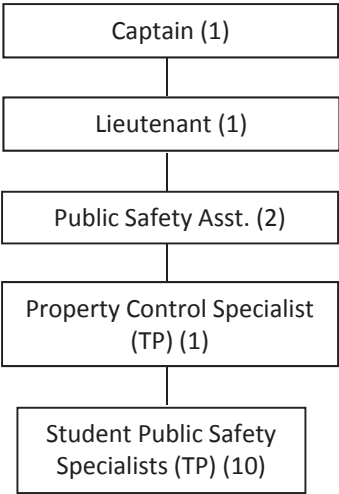 Captain (1)
Lieutenant (1)
Public Safety Asst. (2)
Property Control Specialist
(TP) (1)
Student Public Safety
Specialists (TP) (10)